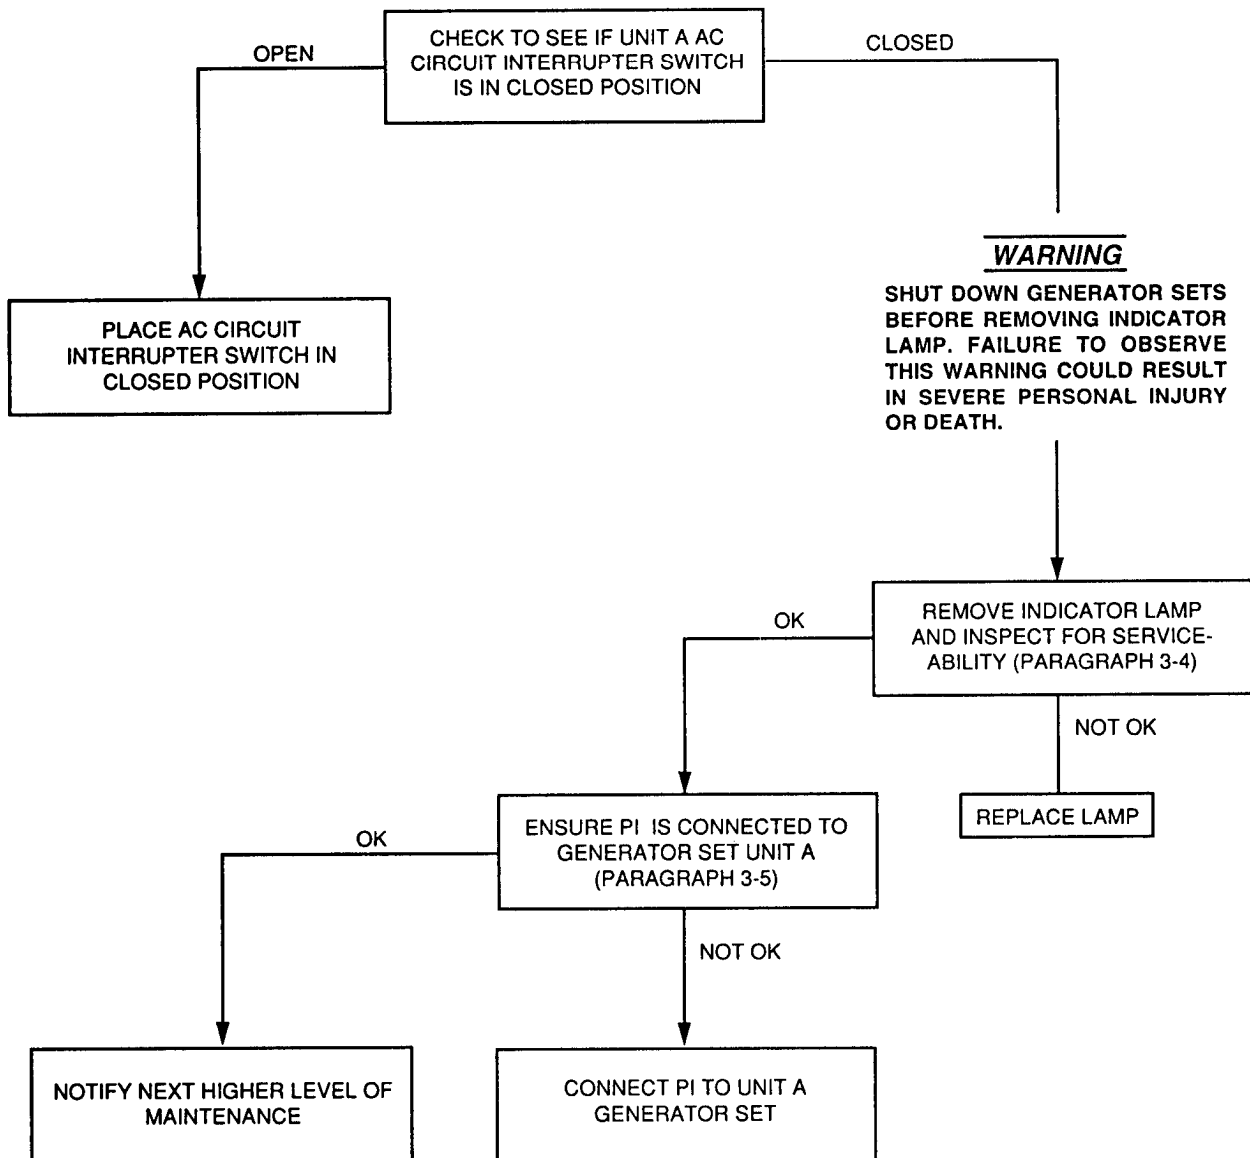 CHECK TO SEE IF UNIT A AC
CIRCUIT INTERRUPTER SWITCH
IS IN CLOSED POSITION
OPEN
CLOSED
PLACE AC CIRCUIT
INTERRUPTER SWITCH IN
CLOSED POSITION
WARNING
SHUT DOWN GENERATOR SETS
BEFORE REMOVING INDICATOR
LAMP. FAILURE TO OBSERVE
THIS WARNING COULD RESULT
IN SEVERE PERSONAL INJURY
OR DEATH.
REMOVE INDICATOR LAMP
AND INSPECT FOR SERVICE-
ABILITY (PARAGRAPH 3-4)
OK
NOT OK
REPLACE LAMP
ENSURE PI IS CONNECTED TO
GENERATOR SET UNIT A
(PARAGRAPH 3-5)
OK
NOT OK
NOTIFY NEXT HIGHER LEVEL OF
MAINTENANCE
CONNECT PI TO UNIT A
GENERATOR SET